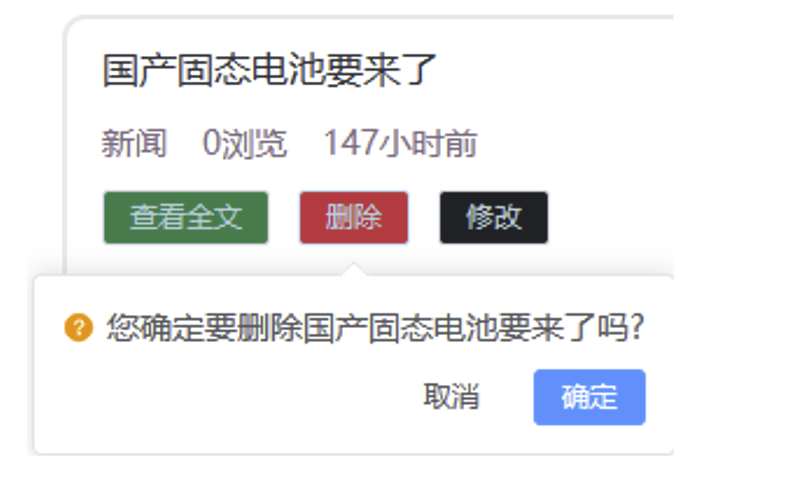 国产固态电池要来了
新闻 0浏览 147小时前
查看全文 删除 修改
您确定要删除国产固态电池要来了吗?
取消 确定